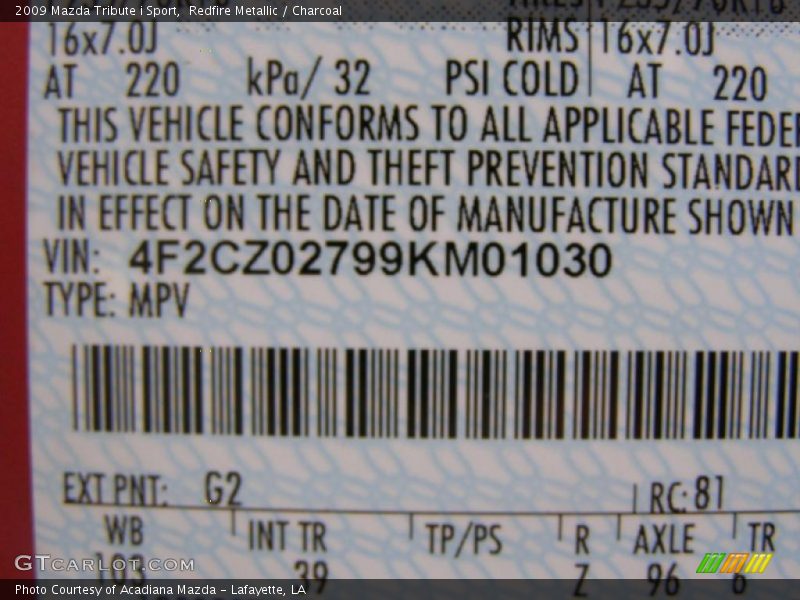 2009 Mazda Tribute i Sport, Redfire Metallic / Charcoal
16x7.0J RIMS 16x7.0J
AT 220 kPa/ 32 PSI COLD AT 220
THIS VEHICLE CONFORMS TO ALL APPLICABLE FEDER
VEHICLE SAFETY AND THEFT PREVENTION STANDARD
IN EFFECT ON THE DATE OF MANUFACTURE SHOWN
VIN: 4F2CZ02799KM01030
TYPE: MPV
EXT PNT: G2 RC: 81
WB INT TR TP/PS R AXLE TR
103 39 Z 96 6
GTCARLOT.COM
Photo Courtesy of Acadiana Mazda - Lafayette, LA